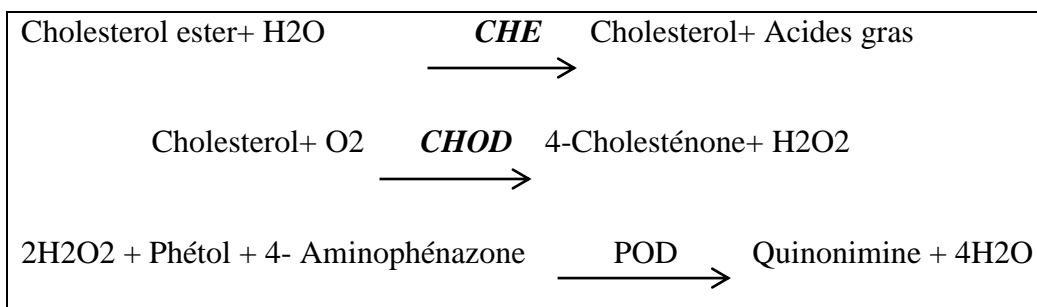 Cholesterol ester+ H2O CHE Cholesterol+ Acides gras
Cholesterol+ O2 CHOD 4-Cholesténone+ H2O2
2H2O2 + Phétol + 4- Aminophénazone POD Quinonimine + 4H2O